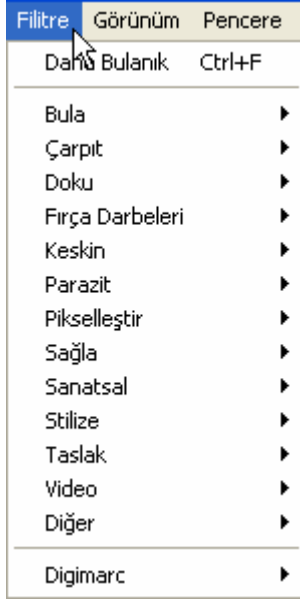 Filitre Görünüm Pencere
Daha Bulanık Ctrl+F
Bula
Çarpıt
Doku
Fırça Darbeleri
Keskin
Parazit
Pikselleştir
Sağla
Sanatsal
Stilize
Taslak
Video
Diğer
Digimarc